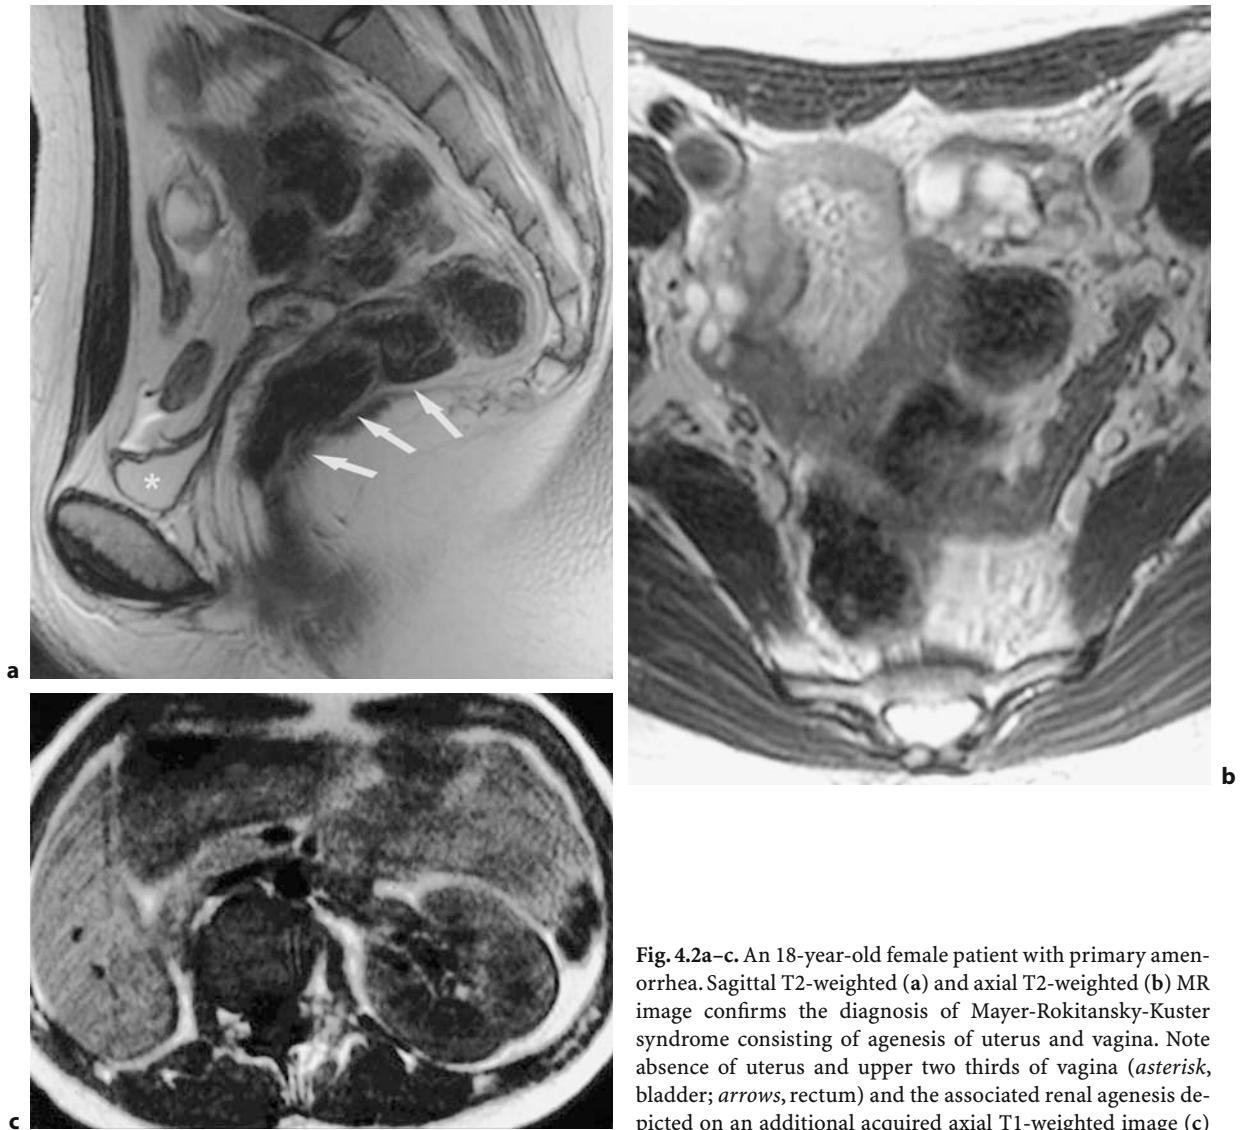 *
a
b
c
Fig. 4.2a–c. An 18-year-old female patient with primary amen-
orrhea. Sagittal T2-weighted (a) and axial T2-weighted (b) MR
image confirms the diagnosis of Mayer-Rokitansky-Kuster
syndrome consisting of agenesis of uterus and vagina. Note
absence of uterus and upper two thirds of vagina (asterisk,
bladder; arrows, rectum) and the associated renal agenesis de-
picted on an additional acquired axial T1-weighted image (c)